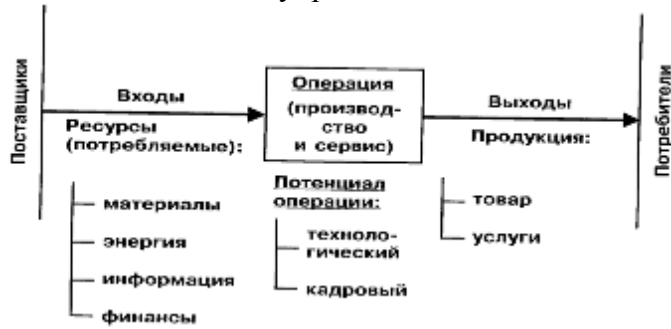 Поставщики
Входы
Ресурсы
(потребляемые):
материалы
энергия
информация
финансы
Операция
(производ-
ство
и сервис)
Потенциал
операции:
техноло-
гический
кадровый
Выходы
Продукция:
товар
услуги
Потребители